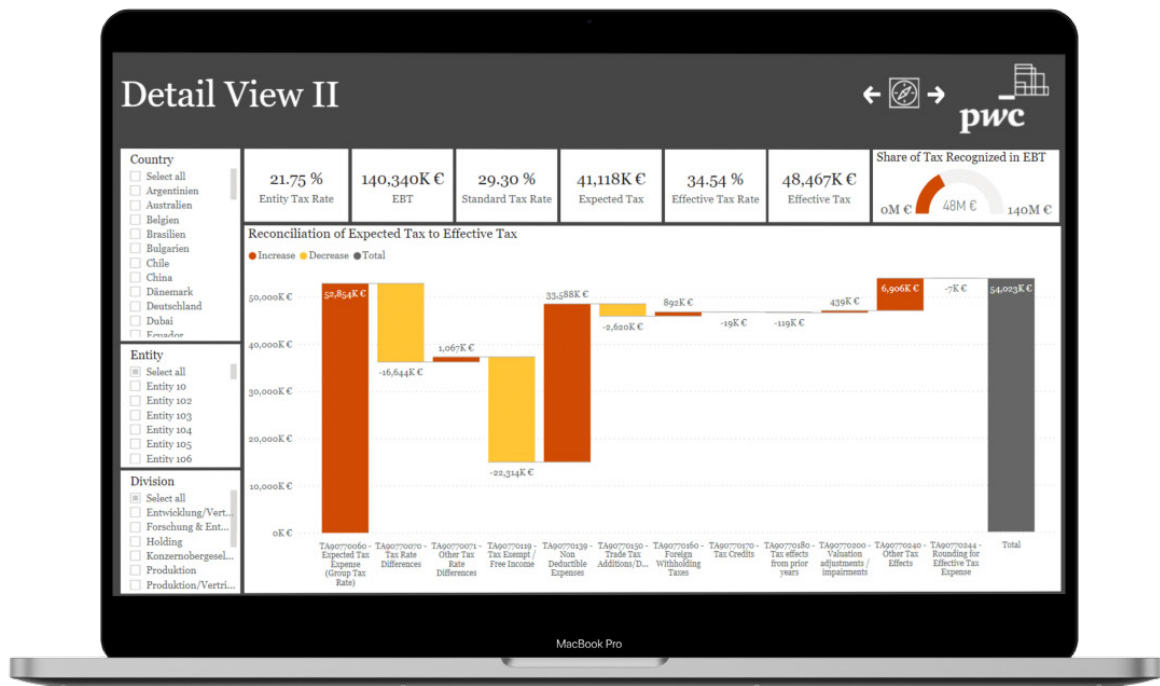 Detail View II
pwc
Country
Select all
Argentinien
Australien
Belgien
Brasilien
Bulgarien
Chile
China
Dänemark
Deutschland
Dubai
Ecuador
Entity
Select all
Entity 10
Entity 102
Entity 103
Entity 104
Entity 105
Entity 106
Division
Select all
Entwicklung/Vert...
Forschung & Ent...
Holding
Konzernobergesel...
Produktion
Produktion/Vertri...
21.75 %
Entity Tax Rate
140,340K €
EBT
29.30 %
Standard Tax Rate
41,118K €
Expected Tax
34.54 %
Effective Tax Rate
48,467K €
Effective Tax
Share of Tax Recognized in EBT
0M €
48M €
140M €
Reconciliation of Expected Tax to Effective Tax
Increase
Decrease
Total
50,000K €
40,000K €
30,000K €
20,000K €
10,000K €
0K €
52,854K €
-16,644K €
1,067K €
-22,314K €
33,588K €
-2,620K €
892K €
-19K €
-119K €
439K €
6,906K €
-7K €
54,023K €
TA90770060 -
Expected Tax
Expense
(Group Tax
Rate)
TA90770070 -
Tax Rate
Differences
TA90770071 -
Other Tax
Rate
Differences
TA90770119 -
Tax Exempt /
Free Income
TA90770139 -
Non
Deductible
Expenses
TA90770150 -
Trade Tax
Additions/D...
TA90770160 -
Foreign
Withholding
Taxes
TA90770170 -
Tax Credits
TA90770180 -
Tax effects
from prior
years
TA90770200 -
Valuation
adjustments /
impairments
TA90770240 -
Other Tax
Effects
TA90770244 -
Rounding for
Effective Tax
Expense
Total
MacBook Pro